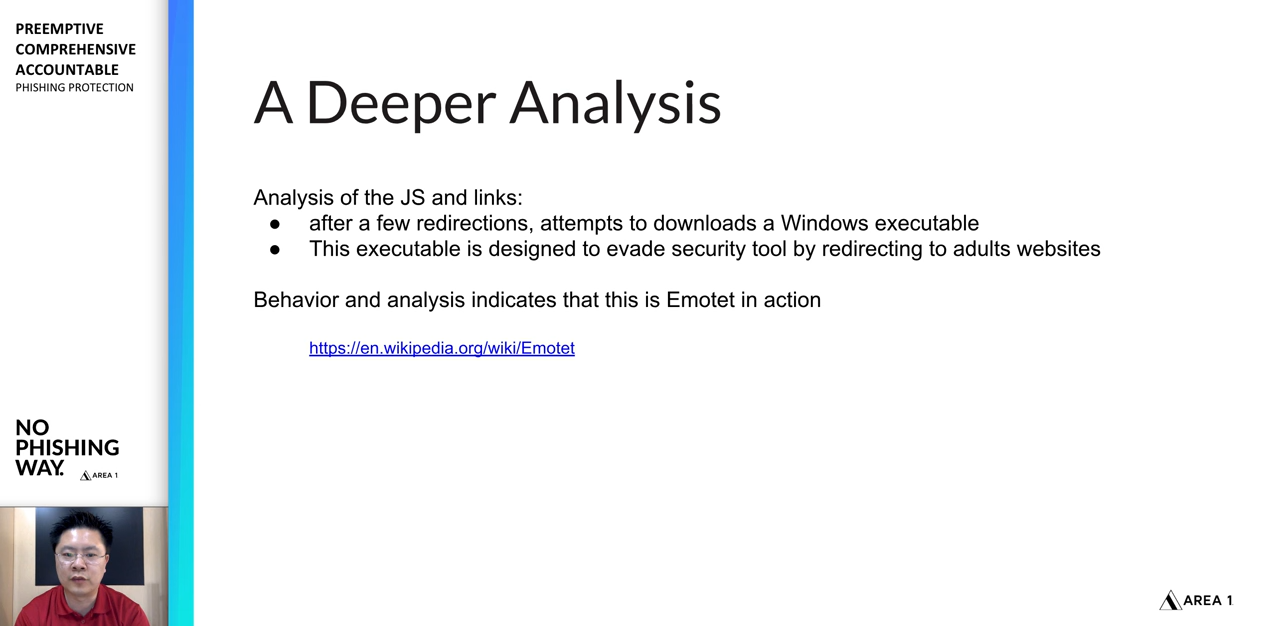 PREEMPTIVE
COMPREHENSIVE
ACCOUNTABLE
PHISHING PROTECTION
A Deeper Analysis
Analysis of the JS and links:
● after a few redirections, attempts to downloads a Windows executable
● This executable is designed to evade security tool by redirecting to adults websites
Behavior and analysis indicates that this is Emotet in action
https://en.wikipedia.org/wiki/Emotet
NO
PHISHING
WAY.
AREA 1
AREA 1